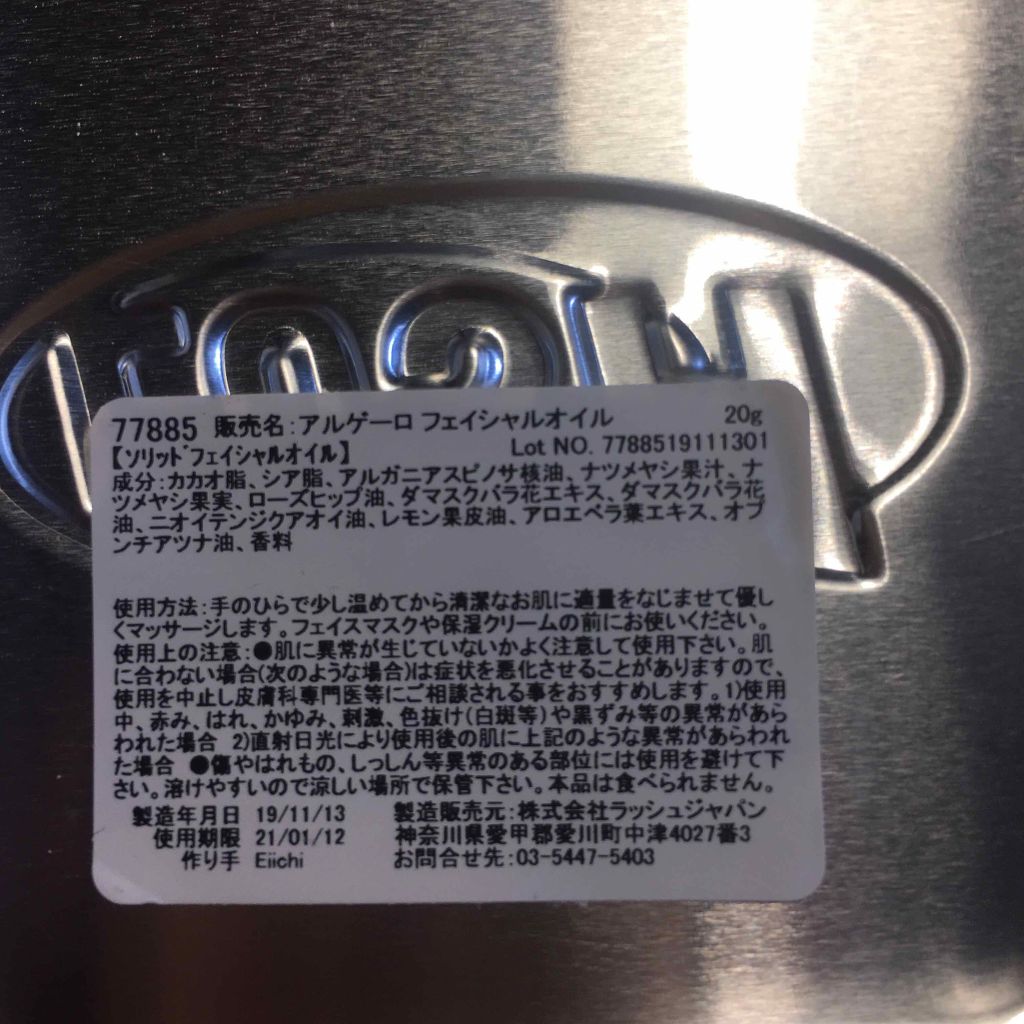 77885 販売名:アルゲーロ フェイシャルオイル 20g
【ソリッドフェイシャルオイル】 Lot NO. 7788519111301
成分:カカオ脂、シア脂、アルガニアスピノサ核油、ナツメヤシ果汁、ナ
ツメヤシ果実、ローズヒップ油、ダマスクバラ花エキス、ダマスクバラ花
油、ニオイテンジクアオイ油、レモン果皮油、アロエベラ葉エキス、オプ
ンチアツナ油、香料
使用方法:手のひらで少し温めてから清潔なお肌に適量をなじませて優し
くマッサージします。フェイスマスクや保湿クリームの前にお使いください。
使用上の注意:●肌に異常が生じていないかよく注意して使用下さい。肌
に合わない場合(次のような場合)は症状を悪化させることがありますので、
使用を中止し皮膚科専門医等にご相談される事をおすすめします。1)使用
中、赤み、はれ、かゆみ、刺激、色抜け(白斑等)や黒ずみ等の異常があら
われた場合 2)直射日光により使用後の肌に上記のような異常があらわれ
た場合 ●傷やはれもの、しっしん等異常のある部位には使用を避けて下
さい。溶けやすいので涼しい場所で保管下さい。本品は食べられません。
製造年月日 19/11/13 製造販売元:株式会社ラッシュジャパン
使用期限 21/01/12 神奈川県愛甲郡愛川町中津4027番3
作り手 Eiichi お問合せ先:03-5447-5403